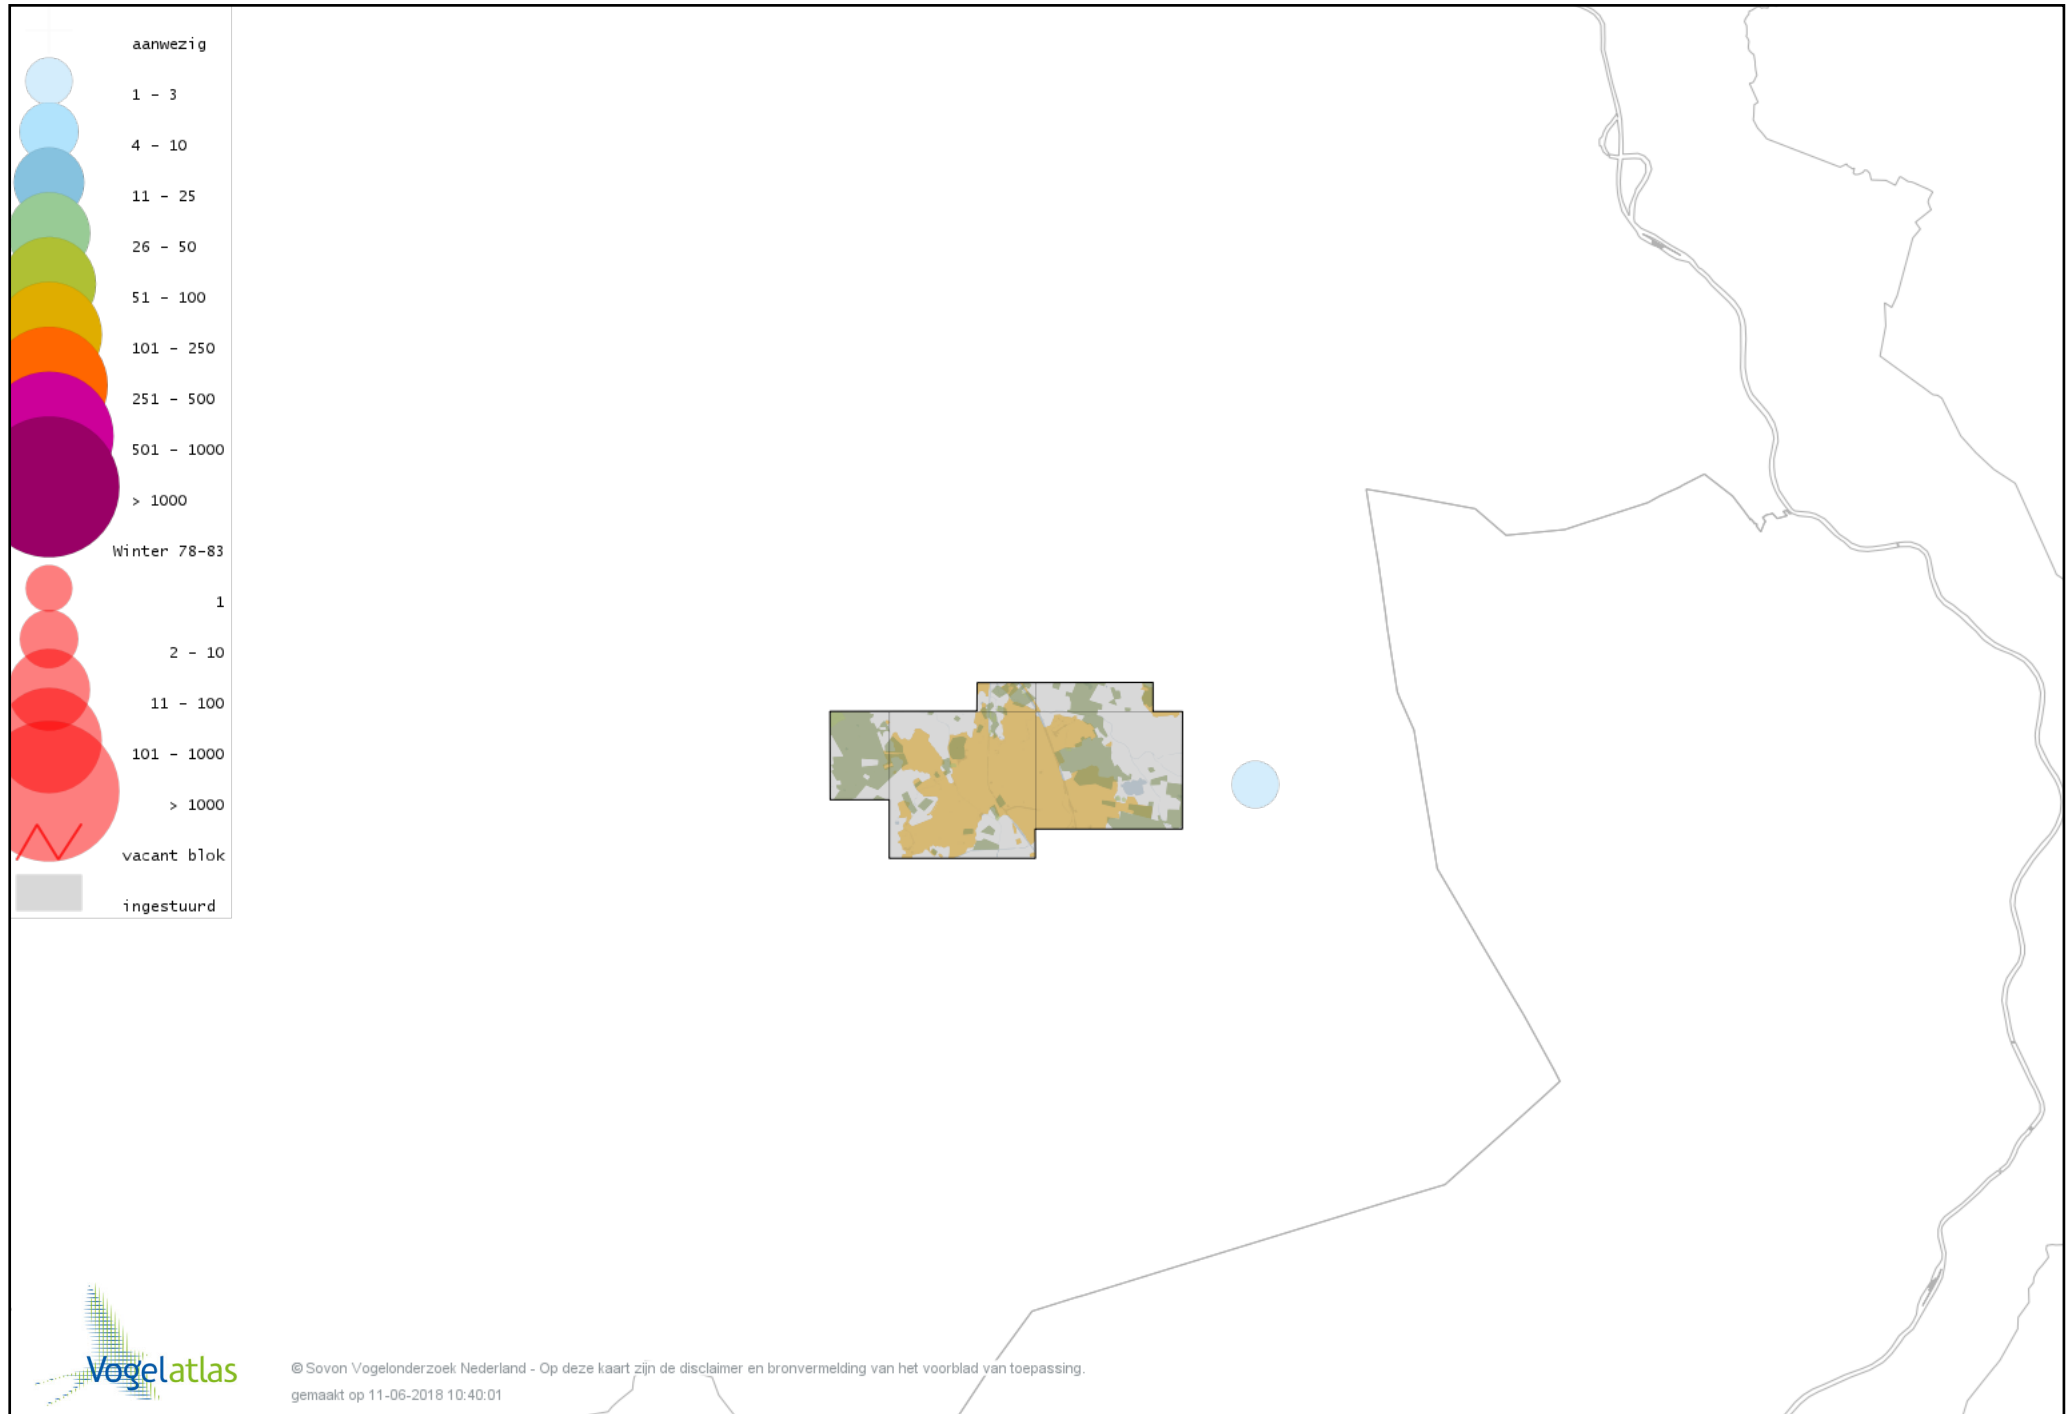 aanwezig
1 - 3
4 - 10
11 - 25
26 - 50
51 - 100
101 - 250
251 - 500
501 - 1000
> 1000
Winter 78-83
1
2 - 10
11 - 100
101 - 1000
> 1000
vacant blok
ingestuurd
Vogelatlas
© Sovon Vogelonderzoek Nederland - Op deze kaart zijn de disclaimer en bronvermelding van het voorblad van toepassing.
gemaakt op 11-06-2018 10:40:01